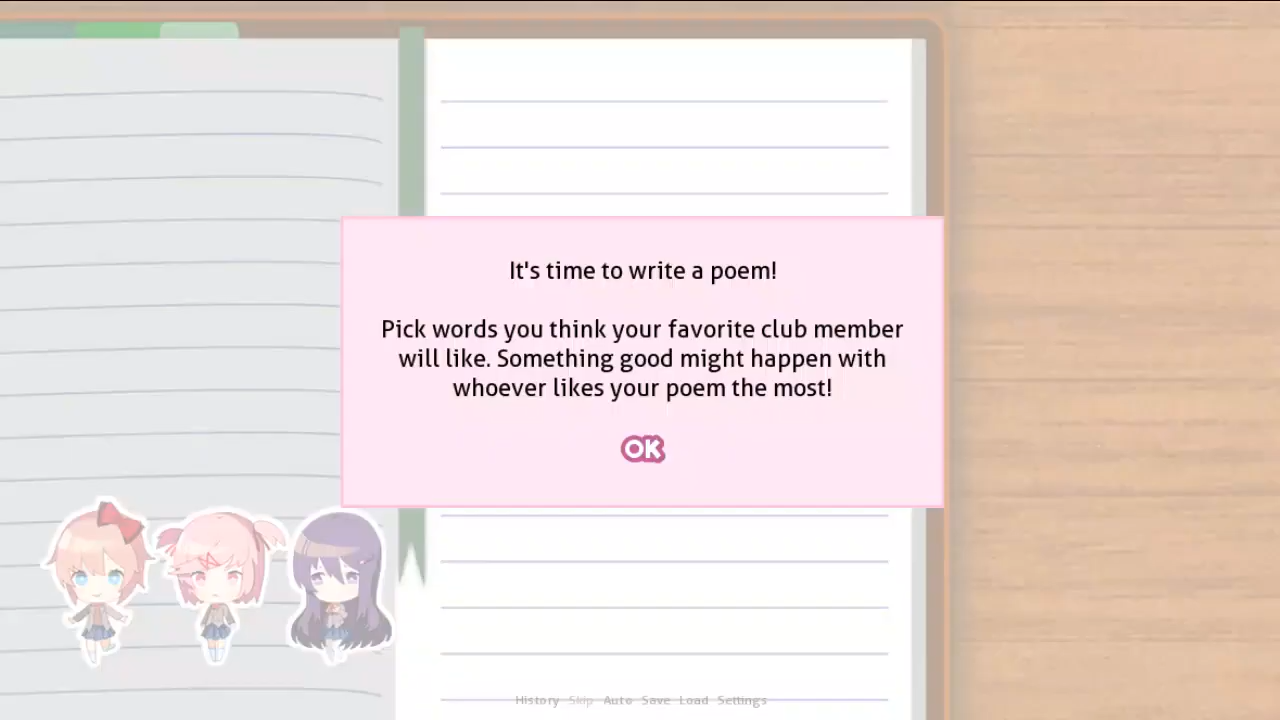 It's time to write a poem!
Pick words you think your favorite club member
will like. Something good might happen with
whoever likes your poem the most!
OK
History Skip Auto Save Load Settings